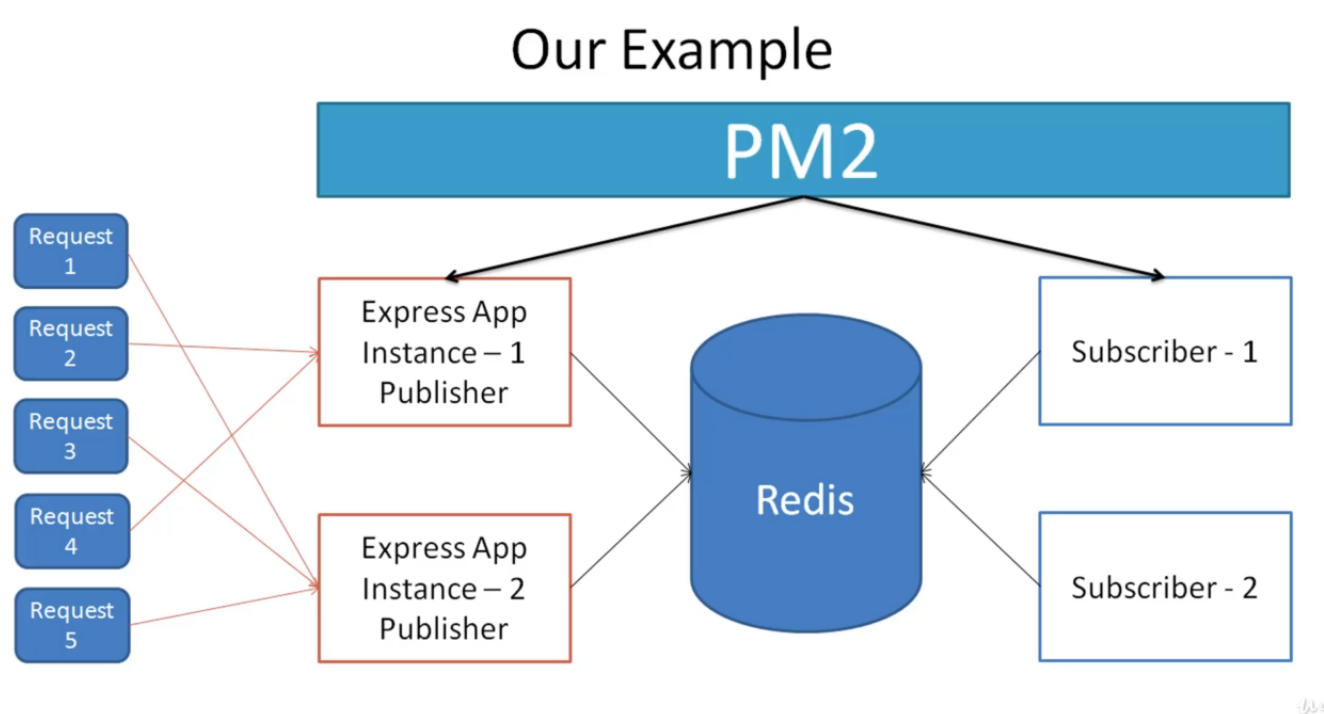 Our Example
PM2
Request
1
Request
2
Request
3
Request
4
Request
5
Express App
Instance – 1
Publisher
Express App
Instance – 2
Publisher
Redis
Subscriber - 1
Subscriber - 2